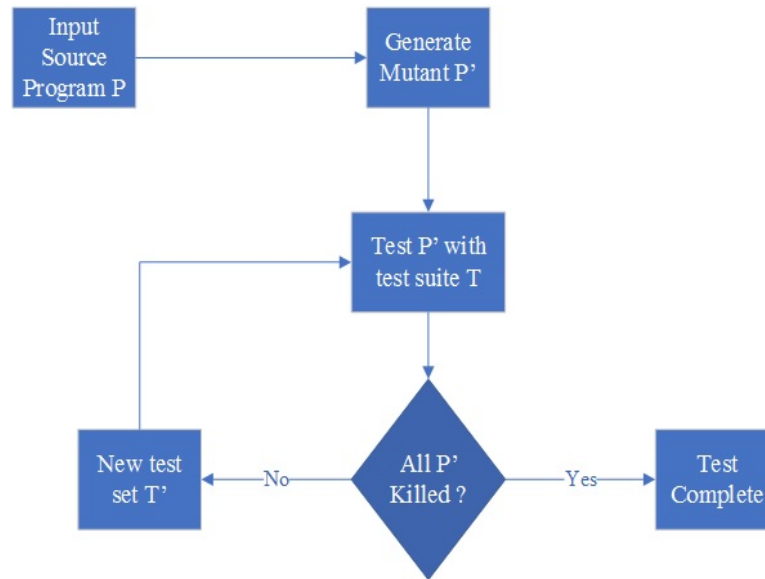 Input
Source
Program P
Generate
Mutant P’
Test P’ with
test suite T
All P’
Killed ?
No
Yes
New test
set T’
Test
Complete